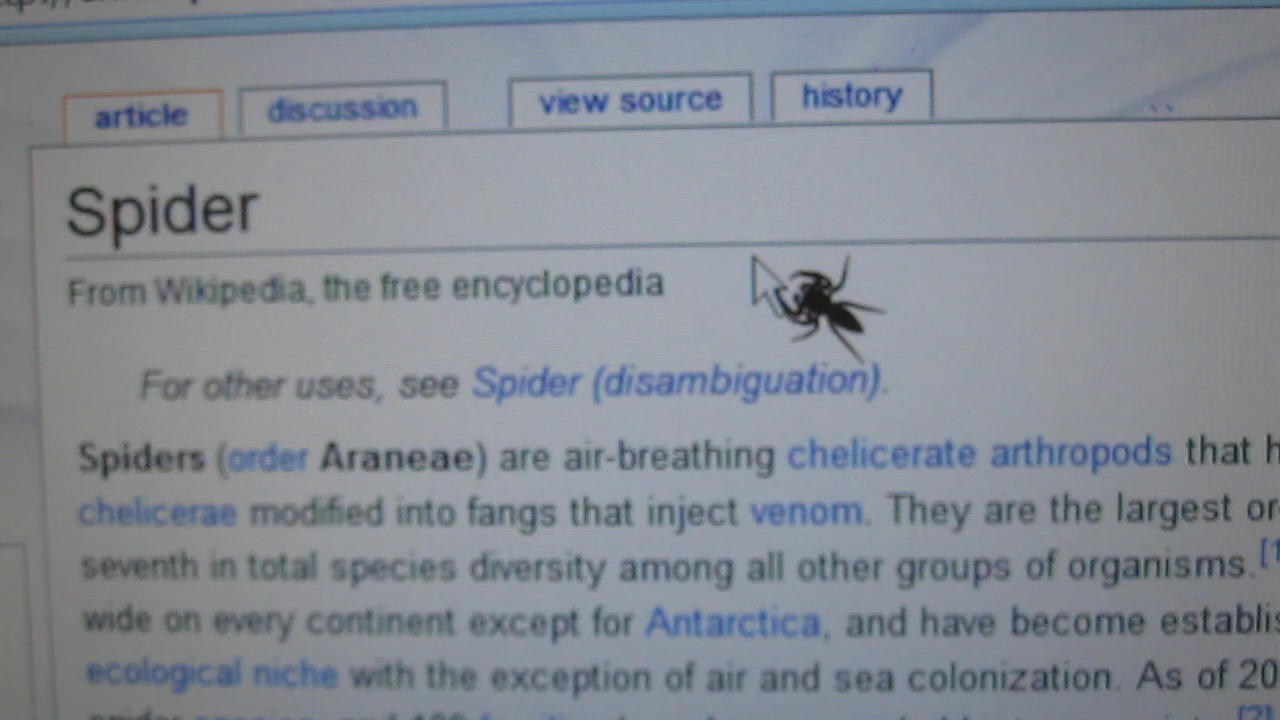 article discussion view source history
Spider
From Wikipedia, the free encyclopedia
For other uses, see Spider (disambiguation).
Spiders (order Araneae) are air-breathing chelicerate arthropods that h
chelicerae modified into fangs that inject venom. They are the largest or
seventh in total species diversity among all other groups of organisms.[1
wide on every continent except for Antarctica, and have become establis
ecological niche with the exception of air and sea colonization. As of 20